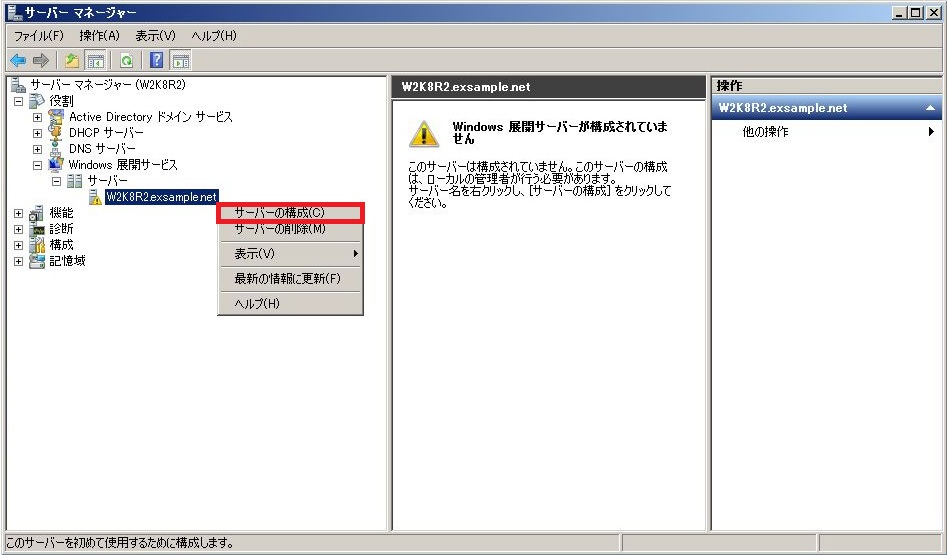 サーバー マネージャー
ファイル(F) 操作(A) 表示(V) ヘルプ(H)
サーバー マネージャー (W2K8R2)
役割
Active Directory ドメイン サービス
DHCP サーバー
DNS サーバー
Windows 展開サービス
サーバー
W2K8R2.exsample.net
機能
診断
構成
記憶域
サーバーの構成(C)
サーバーの削除(M)
表示(V)
最新の情報に更新(F)
ヘルプ(H)
W2K8R2.exsample.net
Windows 展開サーバーが構成されていま
せん
このサーバーは構成されていません。このサーバーの構成
は、ローカルの管理者が行う必要があります。
サーバー名を右クリックし、[サーバーの構成] をクリックして
ください。
操作
W2K8R2.exsample.net
他の操作
このサーバーを初めて使用するために構成します。